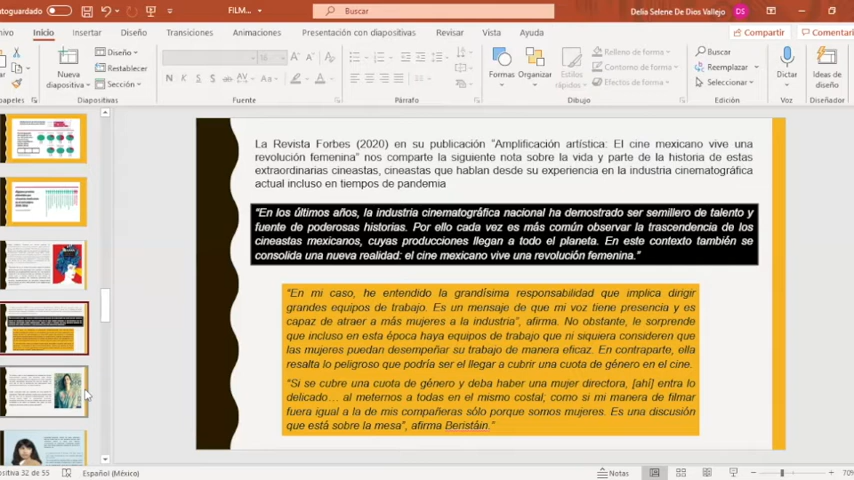 Autoguardado
FILM...
Buscar
Delia Selene De Dios Vallejo
DS
Inicio
Insertar
Diseño
Transiciones
Animaciones
Presentación con diapositivas
Revisar
Vista
Ayuda
Compartir
Comentari
Nueva
diapositiva
Diseño
Restablecer
Sección
Diapositivas
Fuente
Párrafo
Formas
Organizar
Estilos
rápidos
Relleno de forma
Contorno de forma
Efectos de forma
Dibujo
Buscar
Reemplazar
Seleccionar
Edición
Dictar
Voz
Ideas de
diseño
Diseñador
La Revista Forbes (2020) en su publicación "Amplificación artística: El cine mexicano vive una
revolución femenina" nos comparte la siguiente nota sobre la vida y parte de la historia de estas
extraordinarias cineastas, cineastas que hablan desde su experiencia en la industria cinematográfica
actual incluso en tiempos de pandemia
"En los últimos años, la industria cinematográfica nacional ha demostrado ser semillero de talento y
fuente de poderosas historias. Por ello cada vez es más común observar la trascendencia de los
cineastas mexicanos, cuyas producciones llegan a todo el planeta. En este contexto también se
consolida una nueva realidad: el cine mexicano vive una revolución femenina."
"En mi caso, he entendido la grandísima responsabilidad que implica dirigir
grandes equipos de trabajo. Es un mensaje de que mi voz tiene presencia y es
capaz de atraer a más mujeres a la industria", afirma. No obstante, le sorprende
que incluso en esta época haya equipos de trabajo que ni siquiera consideren que
las mujeres puedan desempeñar su trabajo de manera eficaz. En contraparte, ella
resalta lo peligroso que podría ser el llegar a cubrir una cuota de género en el cine.
"Si se cubre una cuota de género y deba haber una mujer directora, [ahí] entra lo
delicado... al meternos a todas en el mismo costal, como si mi manera de filmar
fuera igual a la de mis compañeras sólo porque somos mujeres. Es una discusión
que está sobre la mesa", afirma Beristáin."
positiva 32 de 55
Español (México)
Notas
70%